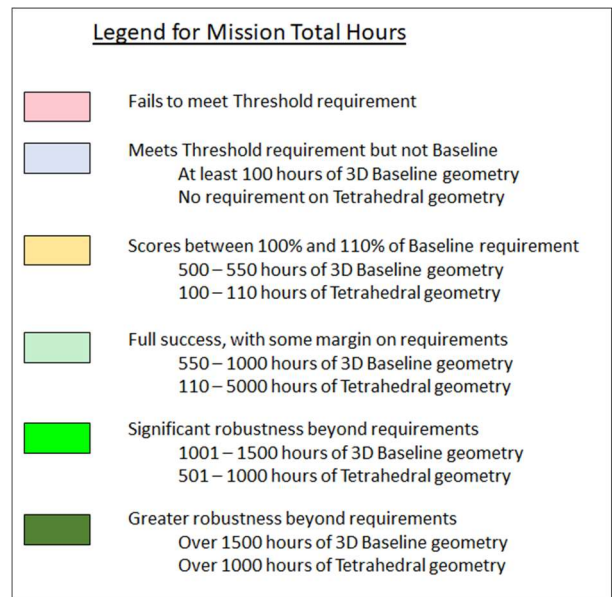 Legend for Mission Total Hours
Fails to meet Threshold requirement
Meets Threshold requirement but not Baseline
At least 100 hours of 3D Baseline geometry
No requirement on Tetrahedral geometry
Scores between 100% and 110% of Baseline requirement
500 – 550 hours of 3D Baseline geometry
100 – 110 hours of Tetrahedral geometry
Full success, with some margin on requirements
550 – 1000 hours of 3D Baseline geometry
110 – 5000 hours of Tetrahedral geometry
Significant robustness beyond requirements
1001 – 1500 hours of 3D Baseline geometry
501 – 1000 hours of Tetrahedral geometry
Greater robustness beyond requirements
Over 1500 hours of 3D Baseline geometry
Over 1000 hours of Tetrahedral geometry